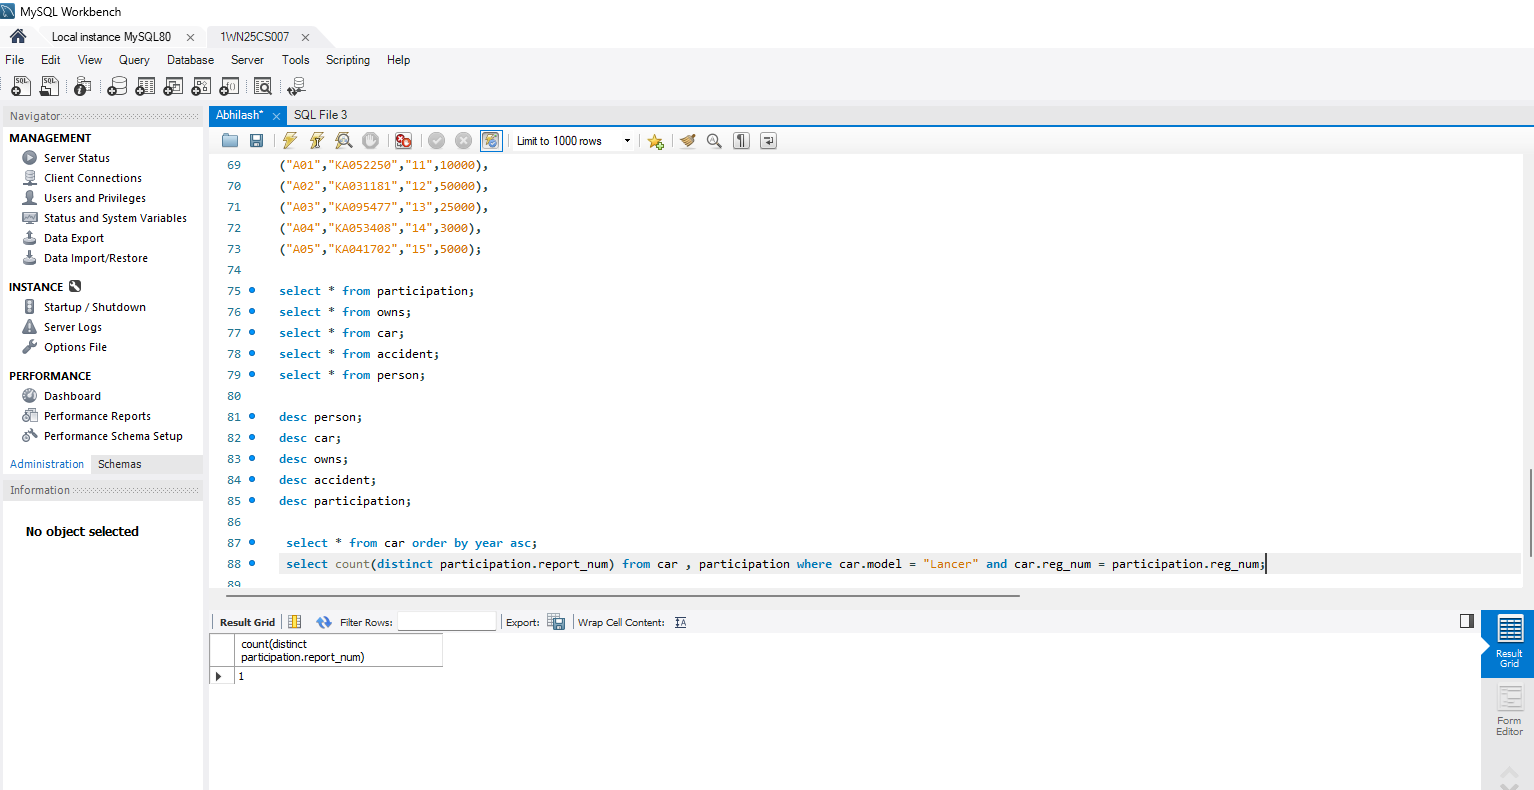 MySQL Workbench
Local instance MySQL80
1WN25CS007
File Edit View Query Database Server Tools Scripting Help
Navigator
MANAGEMENT
Server Status
Client Connections
Users and Privileges
Status and System Variables
Data Export
Data Import/Restore
INSTANCE
Startup / Shutdown
Server Logs
Options File
PERFORMANCE
Dashboard
Performance Reports
Performance Schema Setup
Administration Schemas
Information
No object selected
Abhilash* SQL File 3
Limit to 1000 rows
69 ("A01","KA052250","11",10000),
70 ("A02","KA031181","12",50000),
71 ("A03","KA095477","13",25000),
72 ("A04","KA053408","14",3000),
73 ("A05","KA041702","15",5000);
74
75 select * from participation;
76 select * from owns;
77 select * from car;
78 select * from accident;
79 select * from person;
80
81 desc person;
82 desc car;
83 desc owns;
84 desc accident;
85 desc participation;
86
87 select * from car order by year asc;
88 select count(distinct participation.report_num) from car , participation where car.model = "Lancer" and car.reg_num = participation.reg_num;
89
Result Grid Filter Rows: Export: Wrap Cell Content:
count(distinct
participation.report_num)
1
Result
Grid
Form
Editor